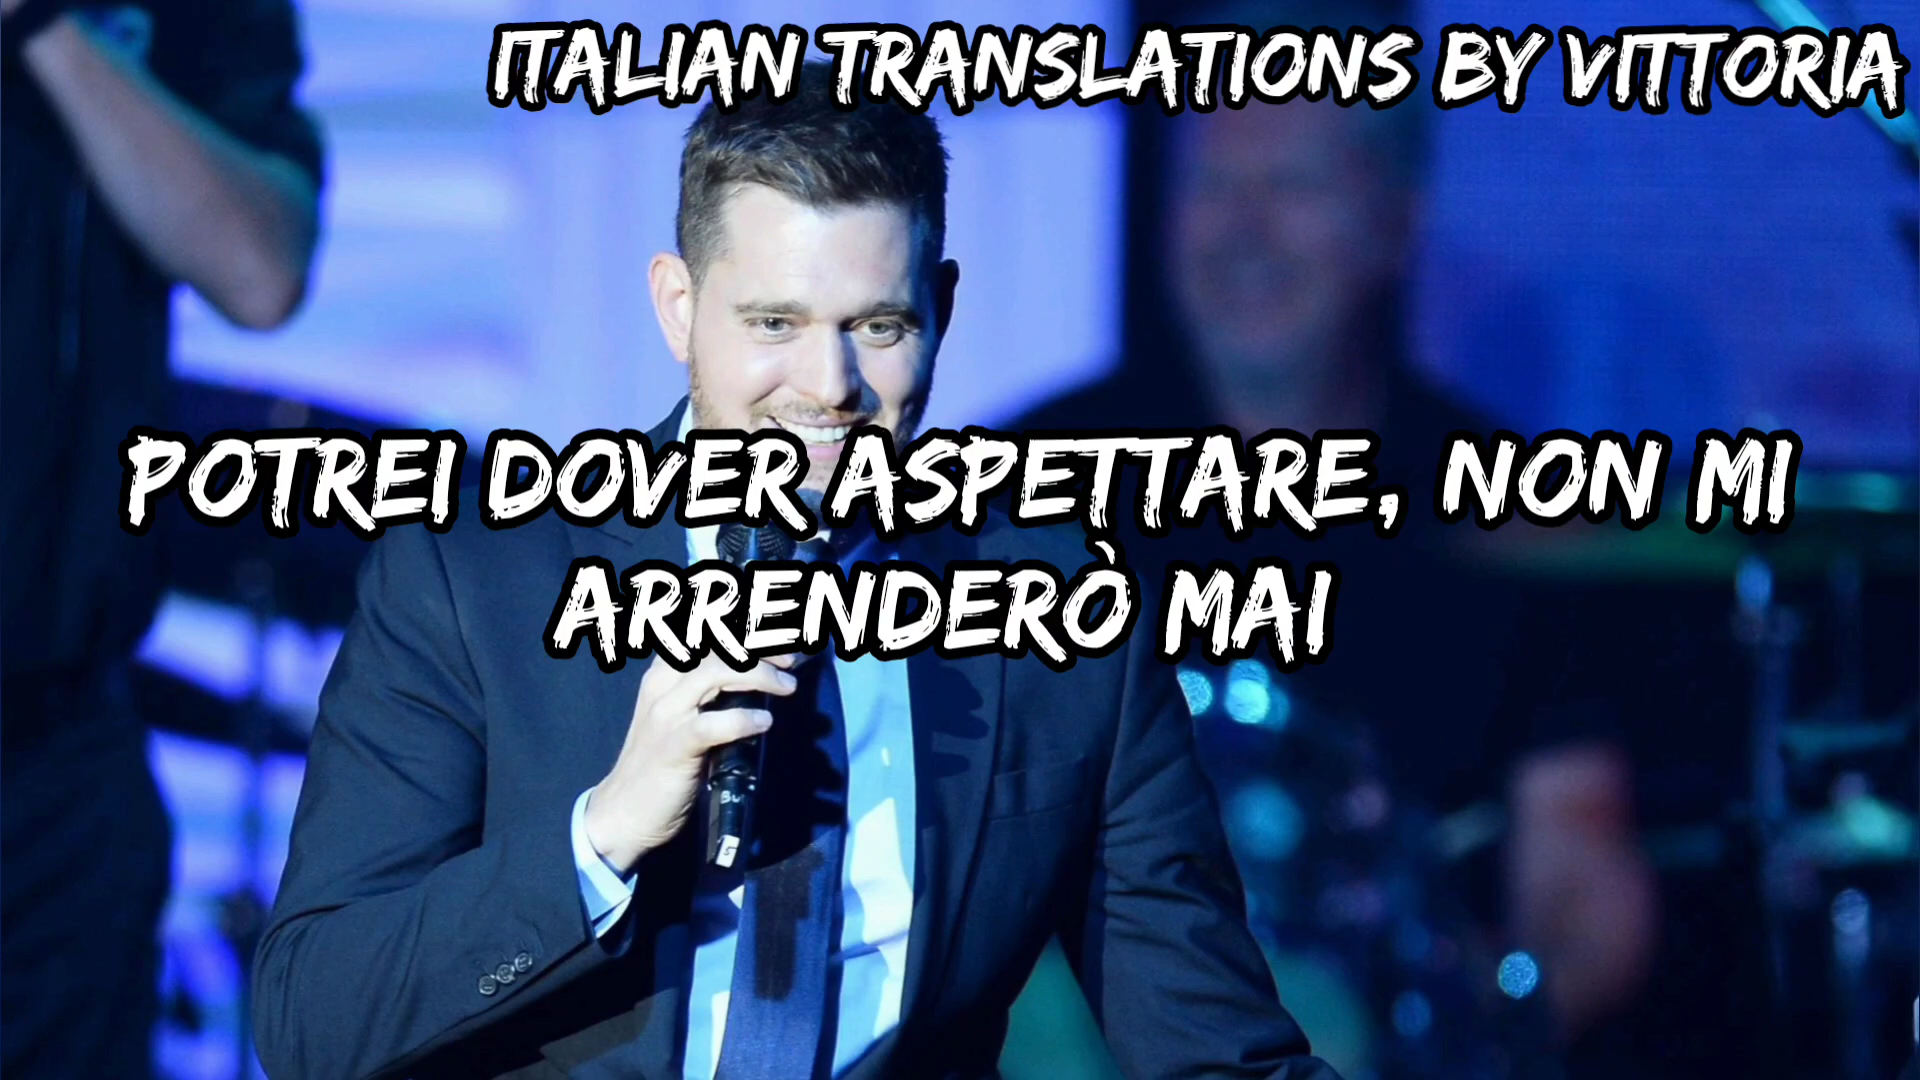 ITALIAN TRANSLATIONS BY VITTORIA
POTREI DOVER ASPETTARE, NON MI
ARRENDERÒ MAI